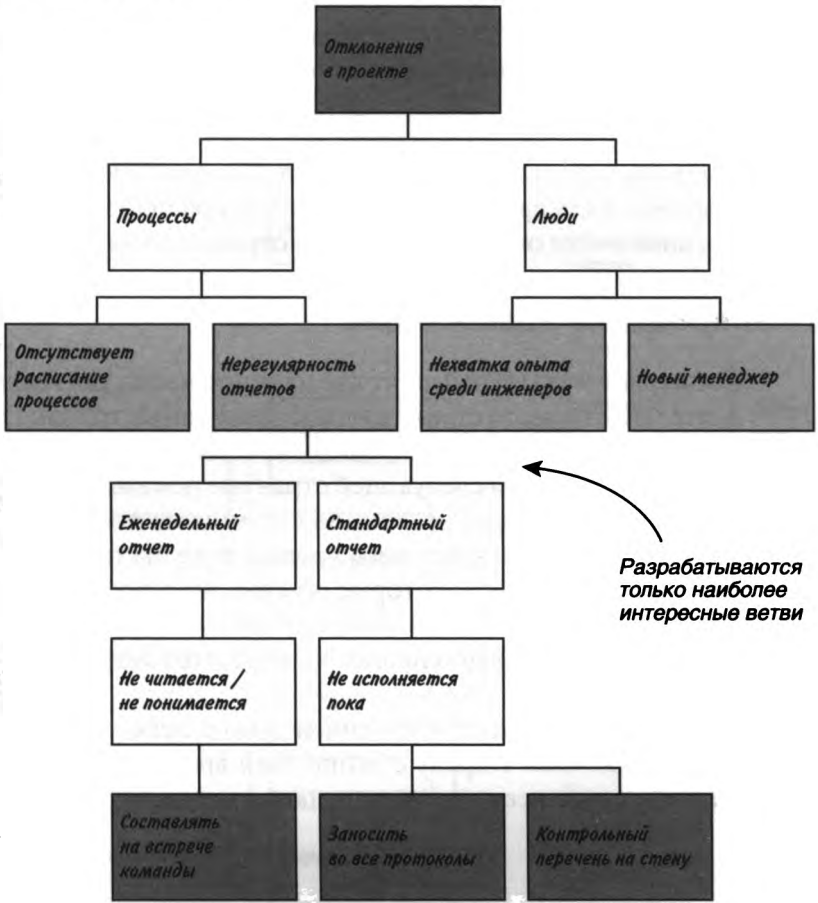 Отклонения
в проекте
Процессы
Люди
Отсутствует
расписание
процессов
Нерегулярность
отчетов
Нехватка опыта
среди инженеров
Новый менеджер
Еженедельный
отчет
Стандартный
отчет
Разрабатываются
только наиболее
интересные ветви
Не читается /
не понимается
Не исполняется
пока
Составлять
на встрече
команды
Заносить
во все протоколы
Контрольный
перечень на стену